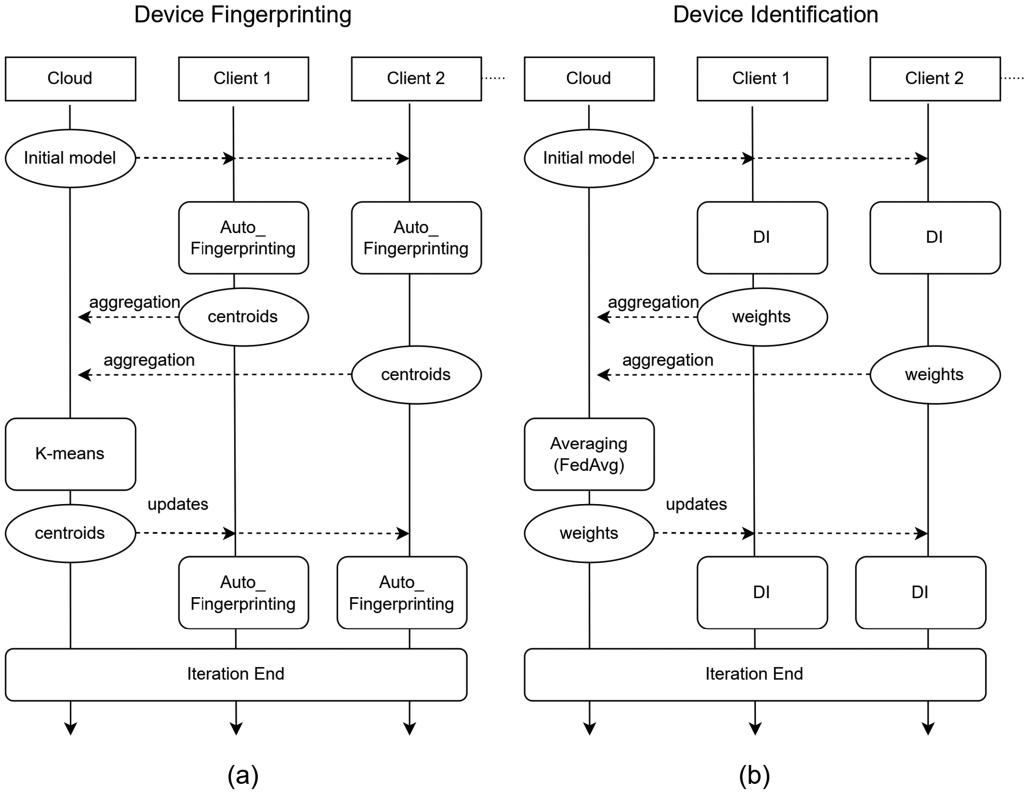 Device Fingerprinting
Cloud
Client 1
Client 2
Initial model
Auto_
Fingerprinting
Auto_
Fingerprinting
aggregation
centroids
aggregation
centroids
K-means
updates
centroids
Auto_
Fingerprinting
Auto_
Fingerprinting
Iteration End
(a)
Device Identification
Cloud
Client 1
Client 2
Initial model
DI
DI
aggregation
weights
aggregation
weights
Averaging
(FedAvg)
updates
weights
DI
DI
Iteration End
(b)